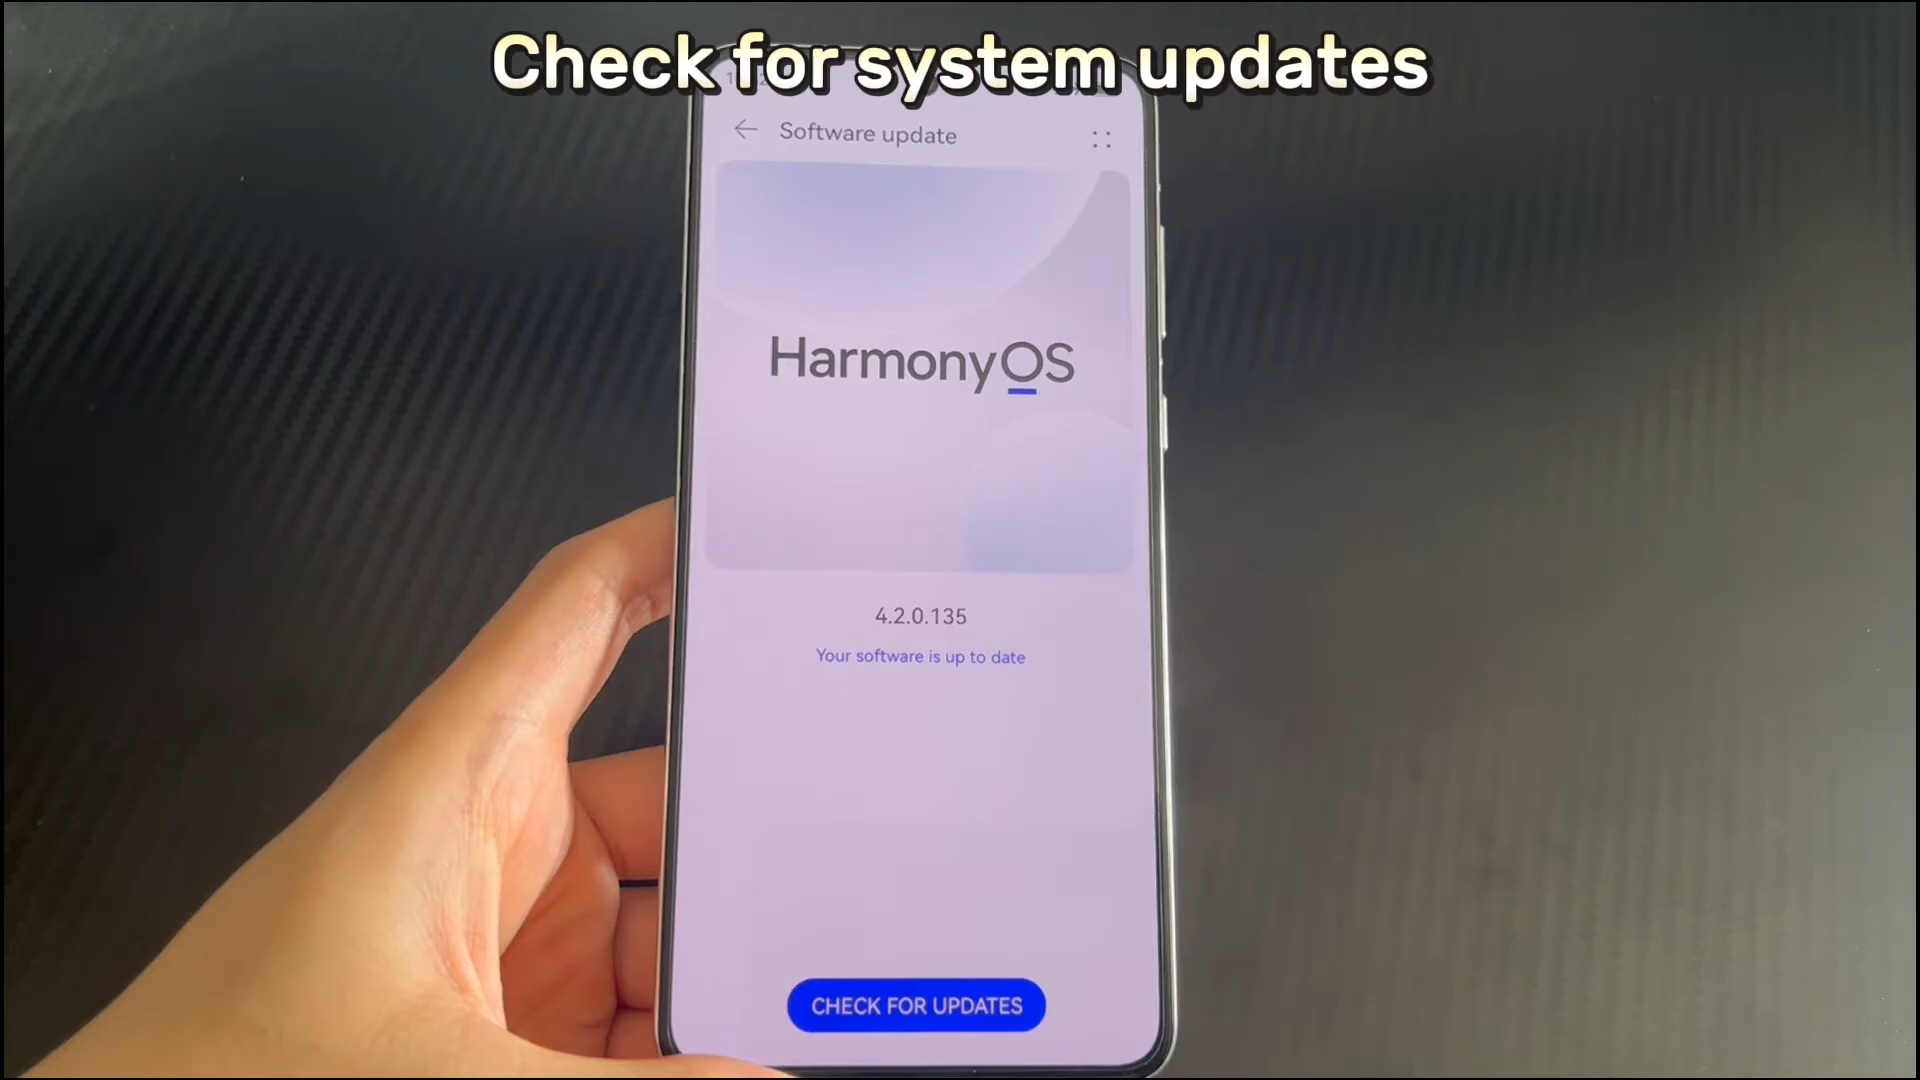 Check for system updates
Software update
HarmonyOS
4.2.0.135
Your software is up to date
CHECK FOR UPDATES